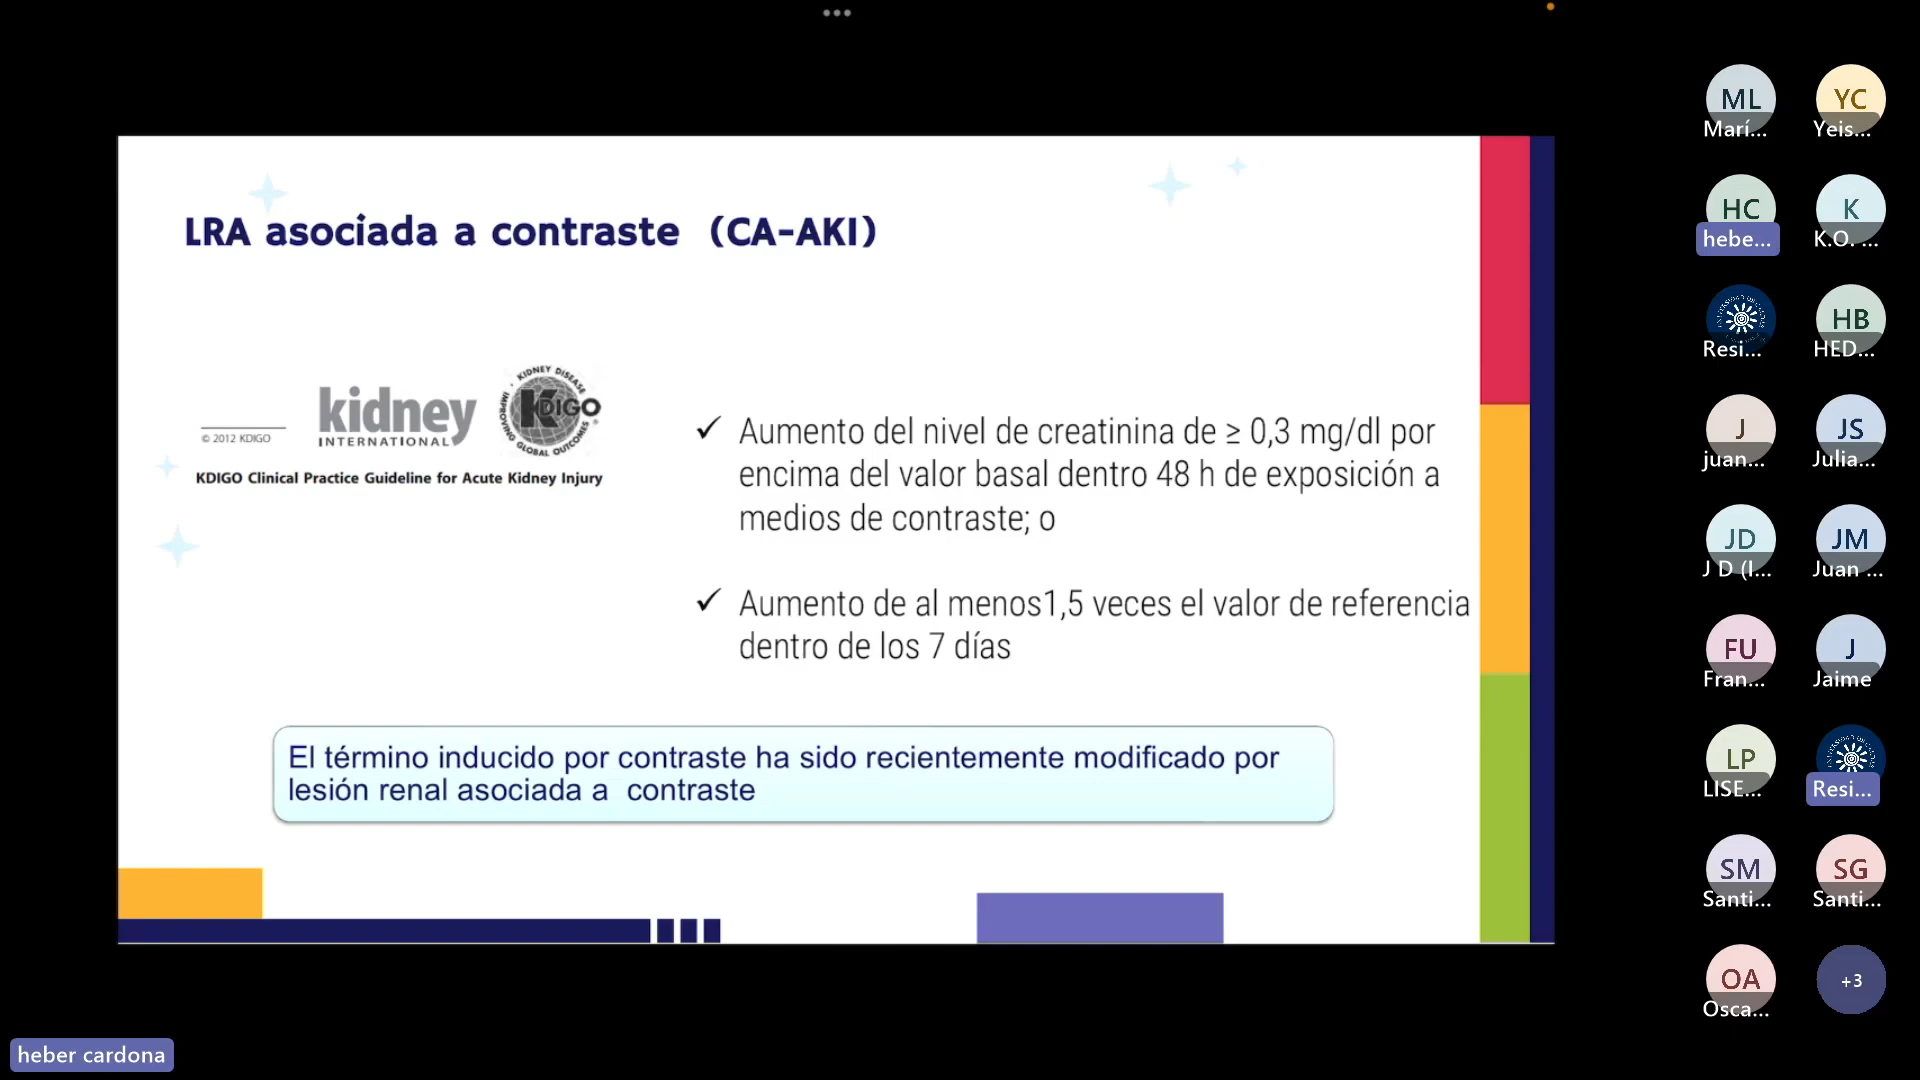 LRA asociada a contraste (CA-AKI)
© 2012 KDIGO
kidney
INTERNATIONAL
KIDNEY DISEASE
KDIGO
IMPROVING GLOBAL OUTCOMES
KDIGO Clinical Practice Guideline for Acute Kidney Injury
✓ Aumento del nivel de creatinina de ≥ 0,3 mg/dl por
encima del valor basal dentro 48 h de exposición a
medios de contraste; o
✓ Aumento de al menos1,5 veces el valor de referencia
dentro de los 7 días
El término inducido por contraste ha sido recientemente modificado por
lesión renal asociada a contraste
ML
Marí...
YC
Yeis...
HC
hebe...
K
K.O. ...
Resi...
HB
HED...
J
juan...
JS
Julia...
JD
J D (I...
JM
Juan ...
FU
Fran...
J
Jaime
LP
LISE...
Resi...
SM
Santi...
SG
Santi...
OA
Osca...
+3
heber cardona